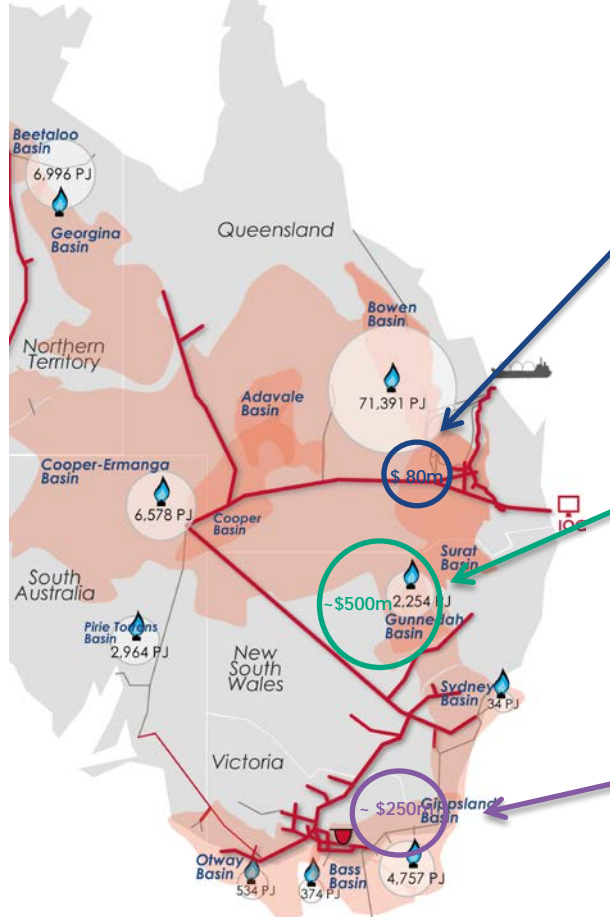 Beetaloo
Basin
6,996 PJ
Georgina
Basin
Queensland
Bowen
Basin
Northern
Territory
71,391 PJ
Adavale
Basin
Cooper-Ermanga
Basin
$ 80m
6,578 PJ
Cooper
Basin
IOC
Surat
Basin
South
Australia
~$500m
2,254 PJ
Gunnedah
Basin
Pirie Torrans
Basin
2,964 PJ
New
South
Wales
Sydney
Basin
34 PJ
Victoria
~ $250m
Gippsland
Basin
Otway
Basin
534 PJ
Bass
Basin
374 PJ
4,757 PJ